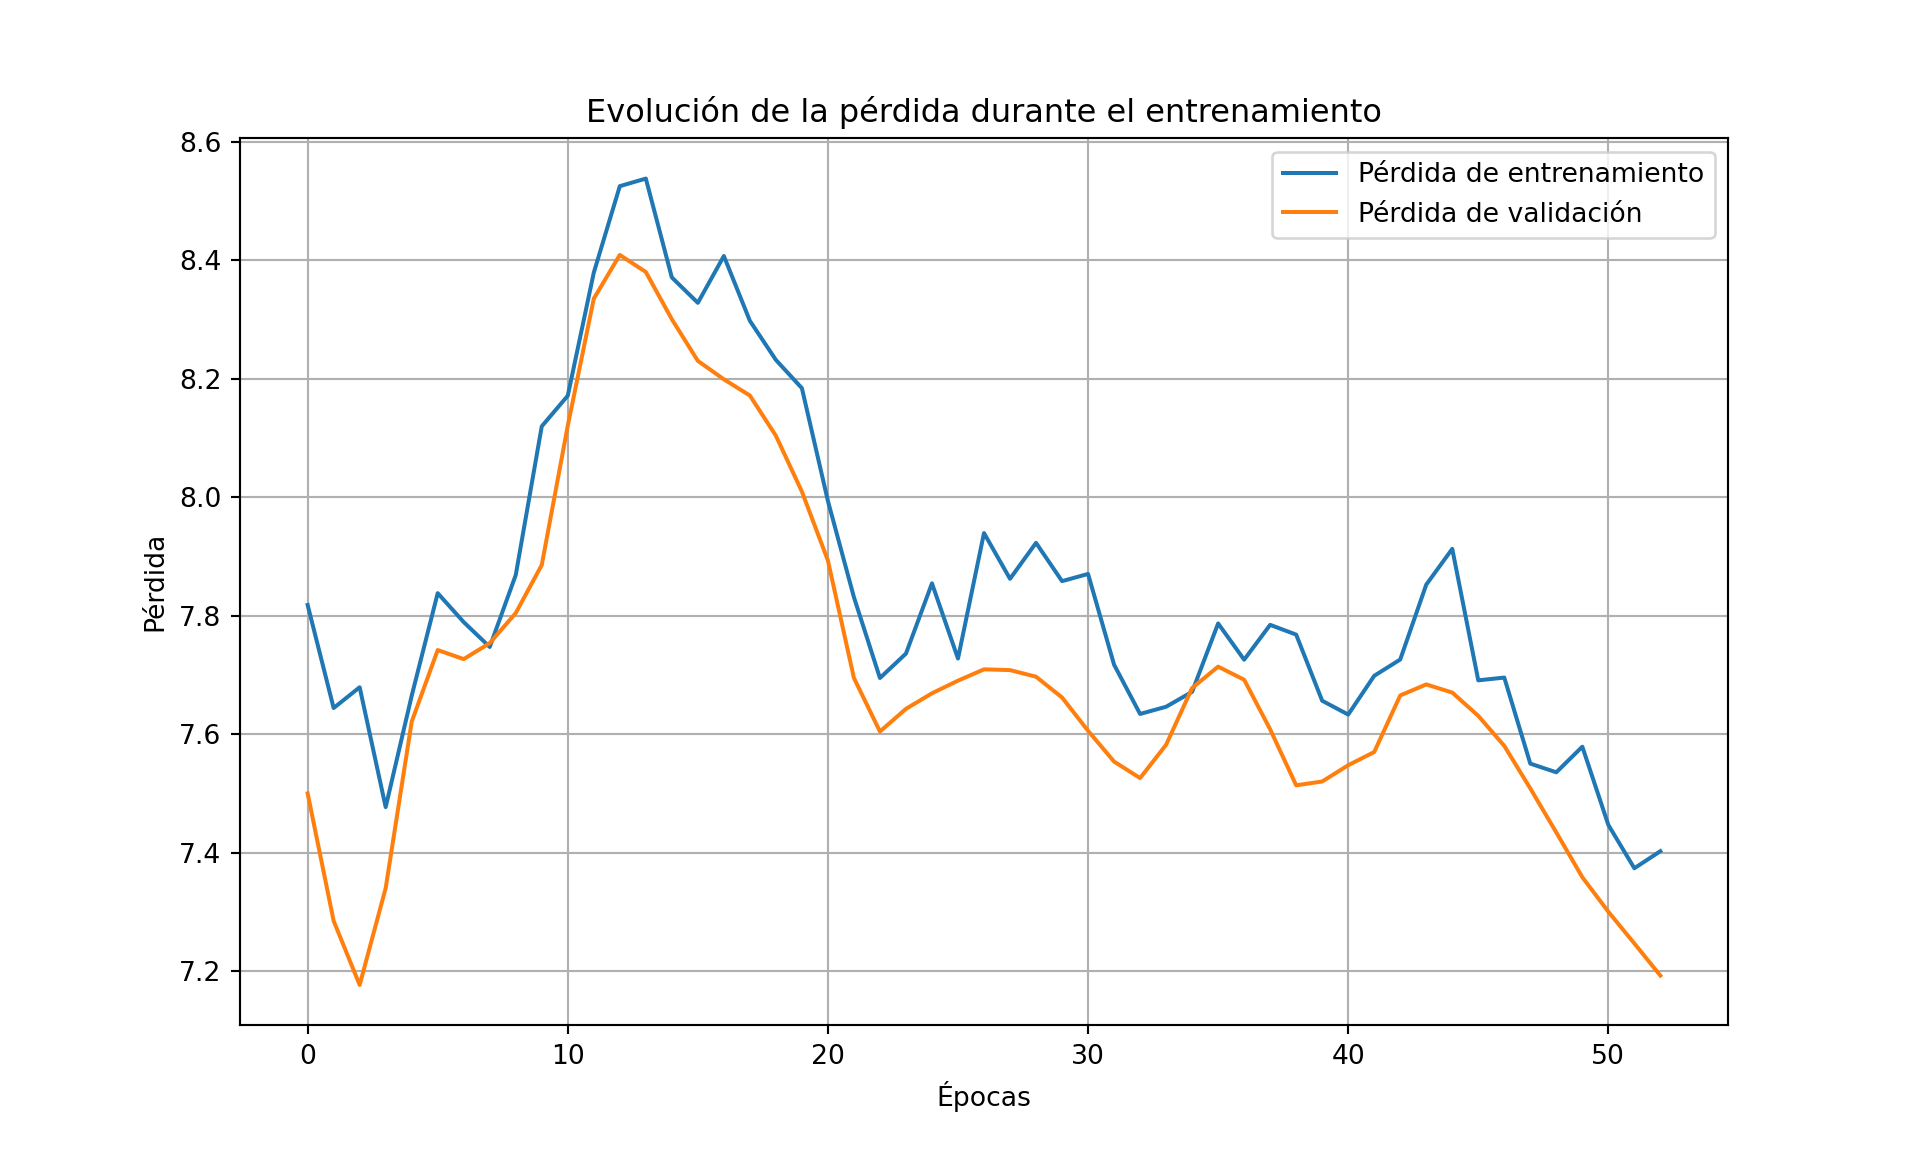 Evolución de la pérdida durante el entrenamiento
8.6
8.4
8.2
8.0
7.8
7.6
7.4
7.2
Pérdida
Pérdida de entrenamiento
Pérdida de validación
0 10 20 30 40 50
Épocas